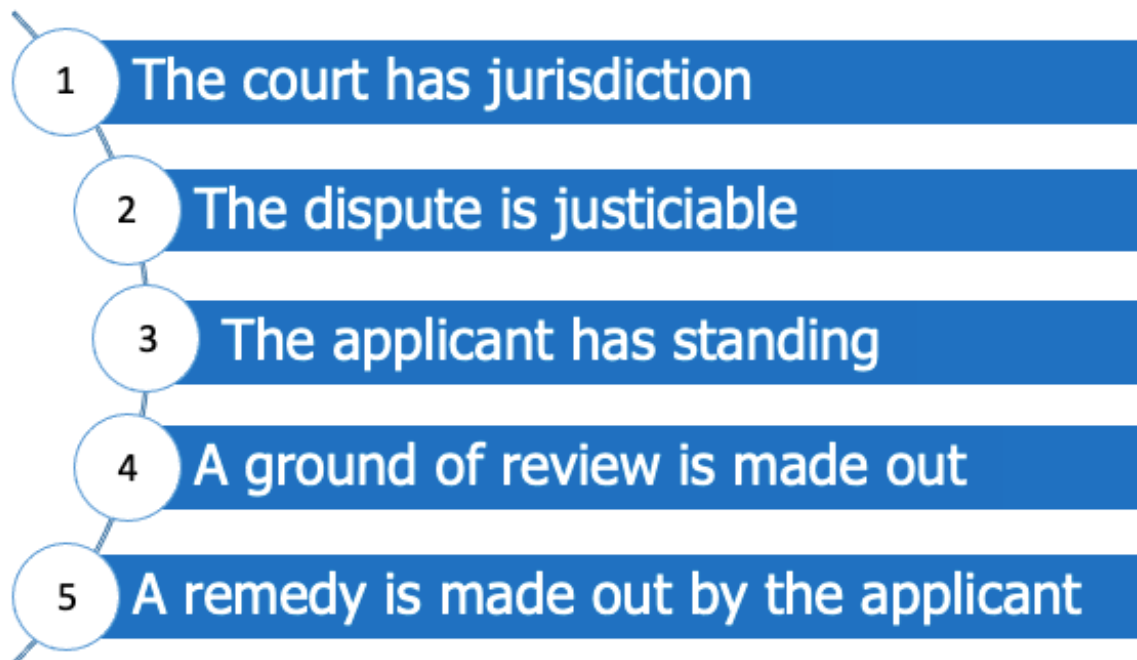 1 The court has jurisdiction
2 The dispute is justiciable
3 The applicant has standing
4 A ground of review is made out
5 A remedy is made out by the applicant